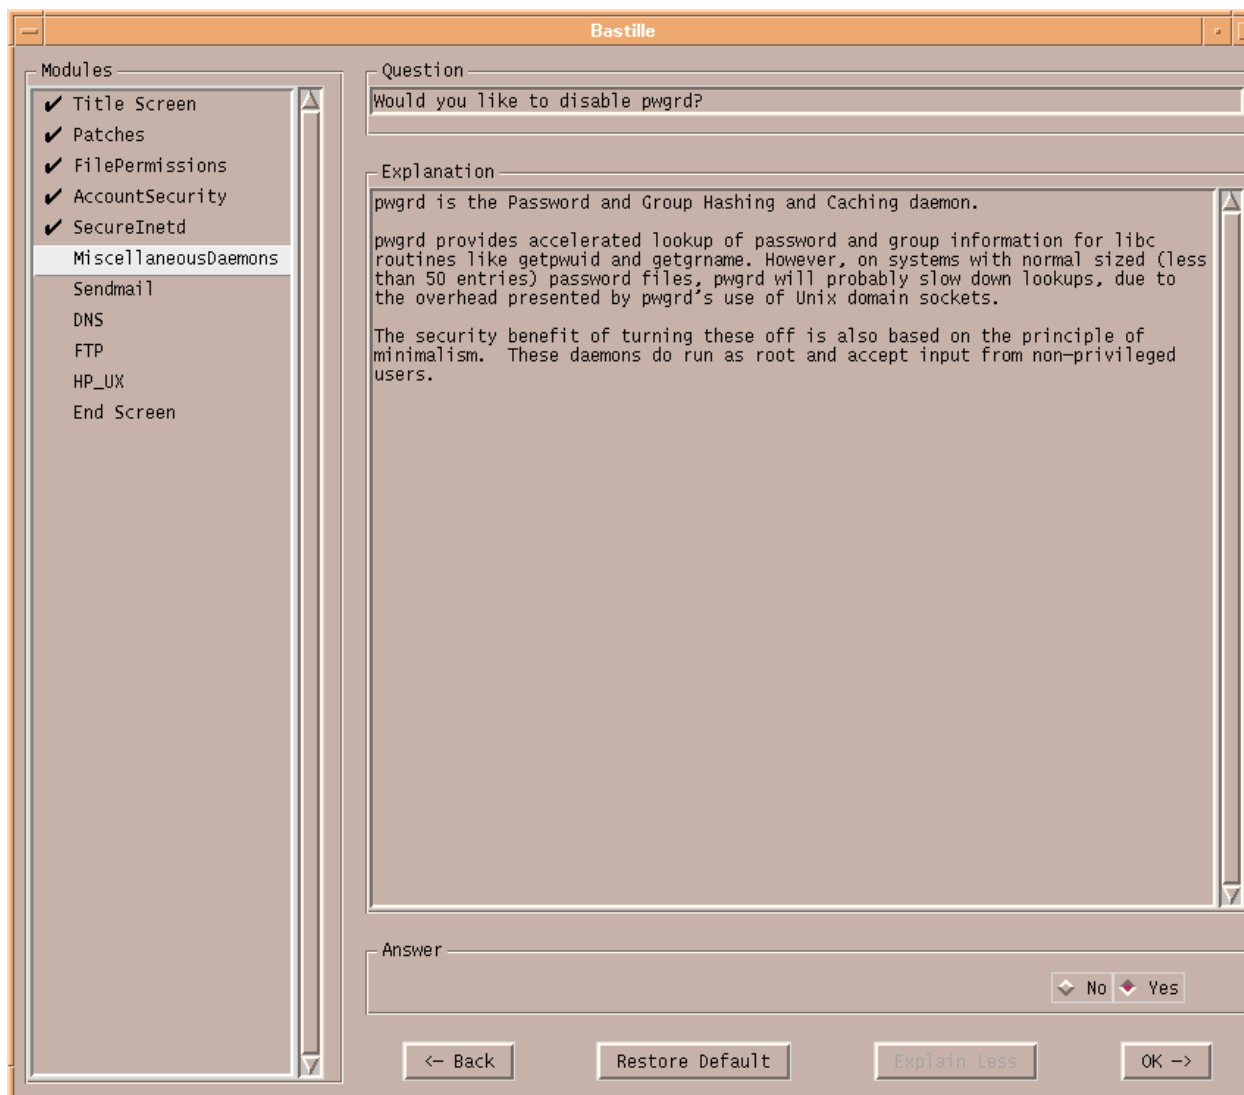 Bastille
Modules
Title Screen
Patches
FilePermissions
AccountSecurity
SecureInetd
MiscellaneousDaemons
Sendmail
DNS
FTP
HP_UX
End Screen
Question
Would you like to disable pwgrd?
Explanation
pwgrd is the Password and Group Hashing and Caching daemon.
pwgrd provides accelerated lookup of password and group information for libc
routines like getpwuid and getgrname. However, on systems with normal sized (less
than 50 entries) password files, pwgrd will probably slow down lookups, due to
the overhead presented by pwgrd's use of Unix domain sockets.
The security benefit of turning these off is also based on the principle of
minimalism.  These daemons do run as root and accept input from non-privileged
users.
Answer
No Yes
<- Back
Restore Default
Explain Less
OK ->